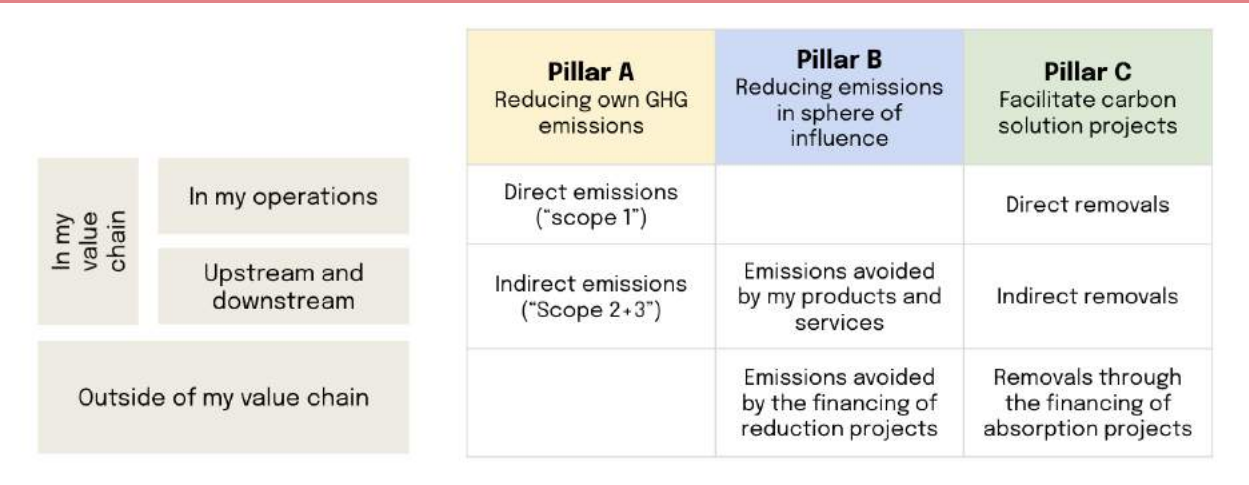 Pillar A
Reducing own GHG
emissions
Pillar B
Reducing emissions
in sphere of
influence
Pillar C
Facilitate carbon
solution projects
In my
value
chain
In my operations
Direct emissions
(“scope 1”)
Direct removals
Upstream and
downstream
Indirect emissions
(“Scope 2+3”)
Emissions avoided
by my products and
services
Indirect removals
Outside of my value chain
Emissions avoided
by the financing of
reduction projects
Removals through
the financing of
absorption projects